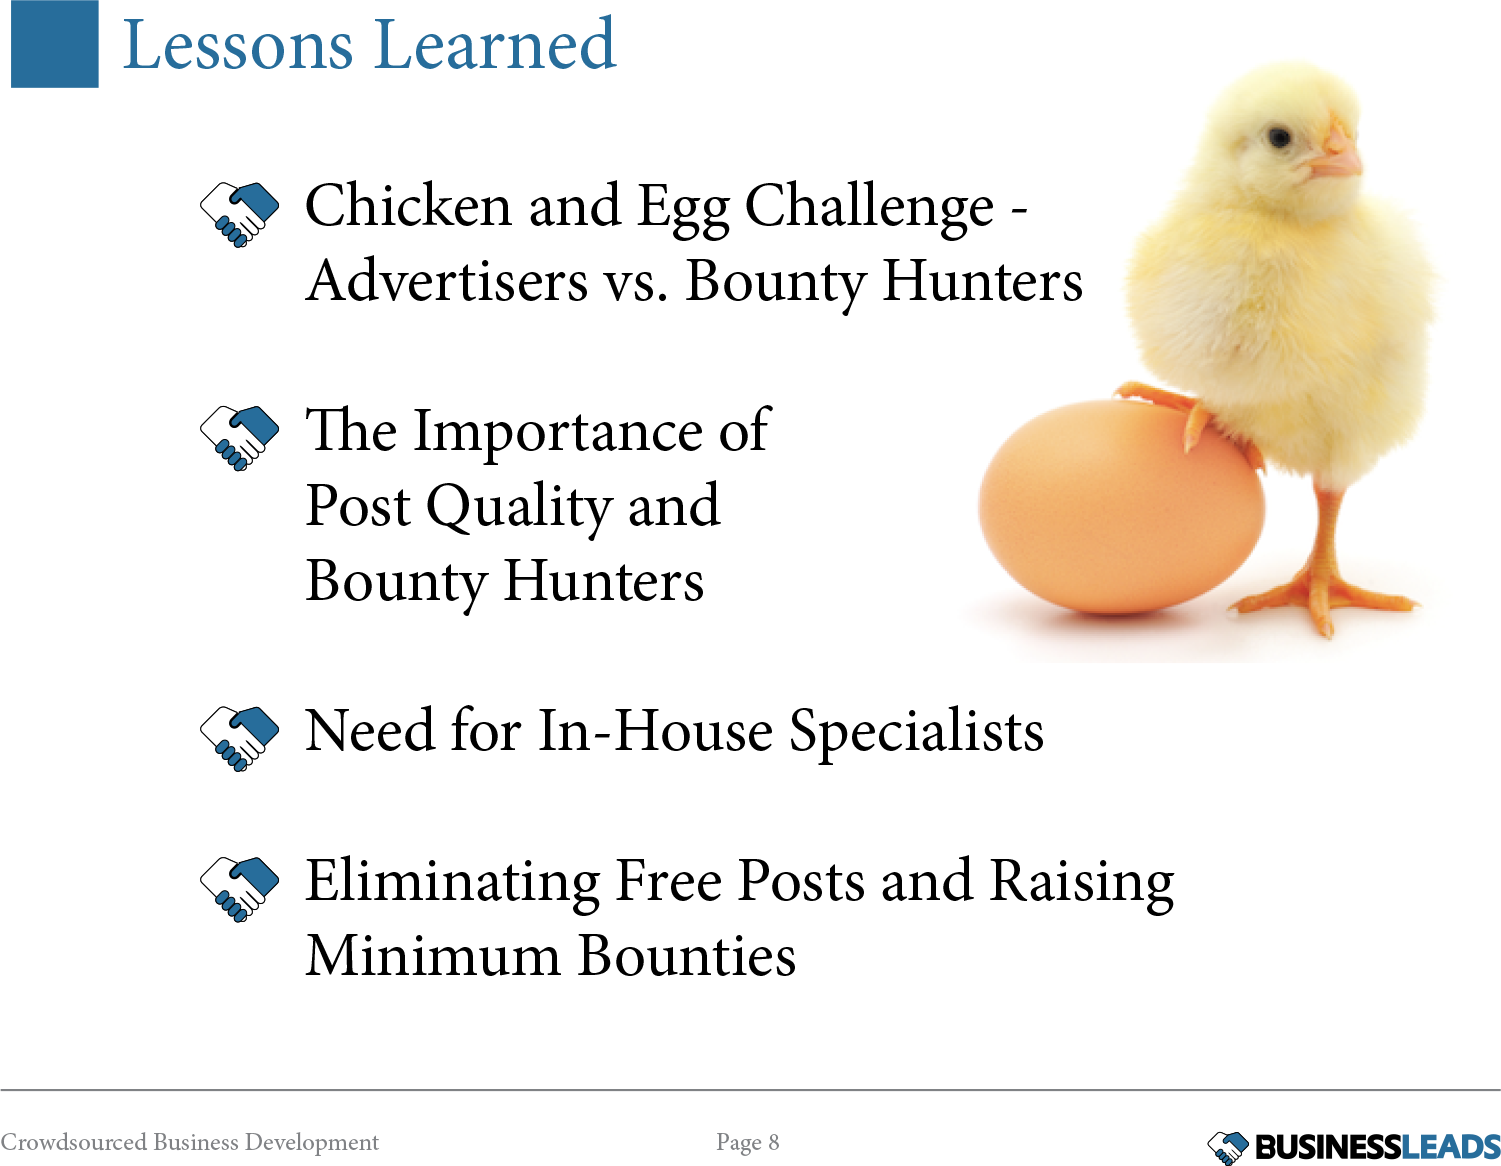 Lessons Learned
Chicken and Egg Challenge -
Advertisers vs. Bounty Hunters
The Importance of
Post Quality and
Bounty Hunters
Need for In-House Specialists
Eliminating Free Posts and Raising
Minimum Bounties
Crowdsourced Business Development
Page 8
BUSINESSLEADS